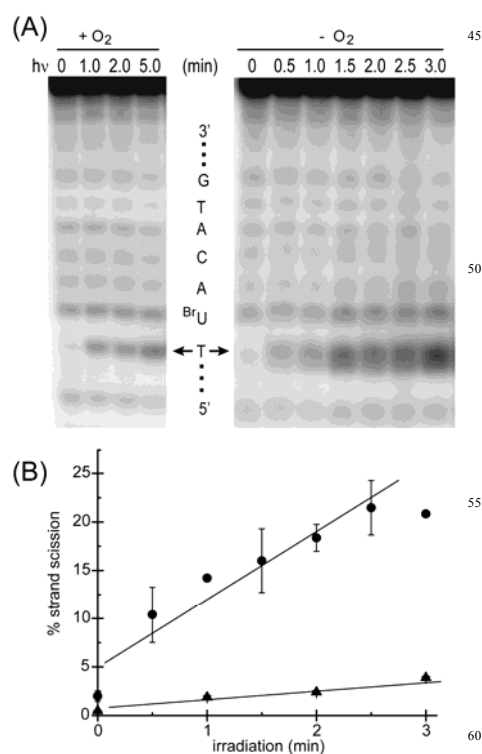 (A)
+ O2
- O2
hν 0 1.0 2.0 5.0 (min) 0 0.5 1.0 1.5 2.0 2.5 3.0
3'
G
T
A
C
A
BrU
T
5'
(B)
25
20
15
10
5
0
% strand scission
0 1 2 3
irradiation (min)
45
50
55
60